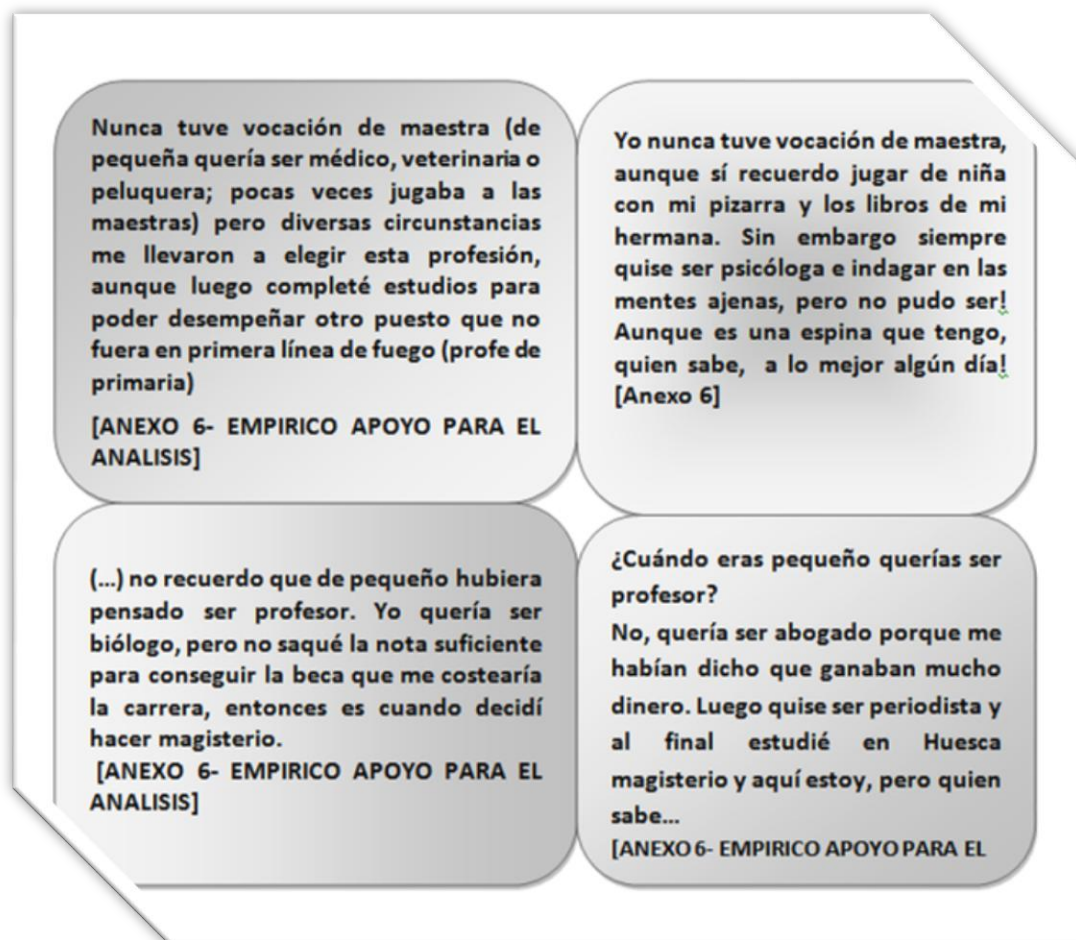 Nunca tuve vocación de maestra (de
pequeña quería ser médico, veterinaria o
peluquera; pocas veces jugaba a las
maestras) pero diversas circunstancias
me llevaron a elegir esta profesión,
aunque luego completé estudios para
poder desempeñar otro puesto que no
fuera en primera línea de fuego (profe de
primaria)
[ANEXO 6- EMPIRICO APOYO PARA EL
ANALISIS]
Yo nunca tuve vocación de maestra,
aunque sí recuerdo jugar de niña
con mi pizarra y los libros de mi
hermana. Sin embargo siempre
quise ser psicóloga e indagar en las
mentes ajenas, pero no pudo ser!
Aunque es una espina que tengo,
quien sabe, a lo mejor algún día!
[Anexo 6]
(...) no recuerdo que de pequeño hubiera
pensado ser profesor. Yo quería ser
biólogo, pero no saqué la nota suficiente
para conseguir la beca que me costearía
la carrera, entonces es cuando decidí
hacer magisterio.
[ANEXO 6- EMPIRICO APOYO PARA EL
ANALISIS]
¿Cuándo eras pequeño querías ser
profesor?
No, quería ser abogado porque me
habían dicho que ganaban mucho
dinero. Luego quise ser periodista y
al final estudié en Huesca
magisterio y aquí estoy, pero quien
sabe...
[ANEXO 6- EMPIRICO APOYO PARA EL